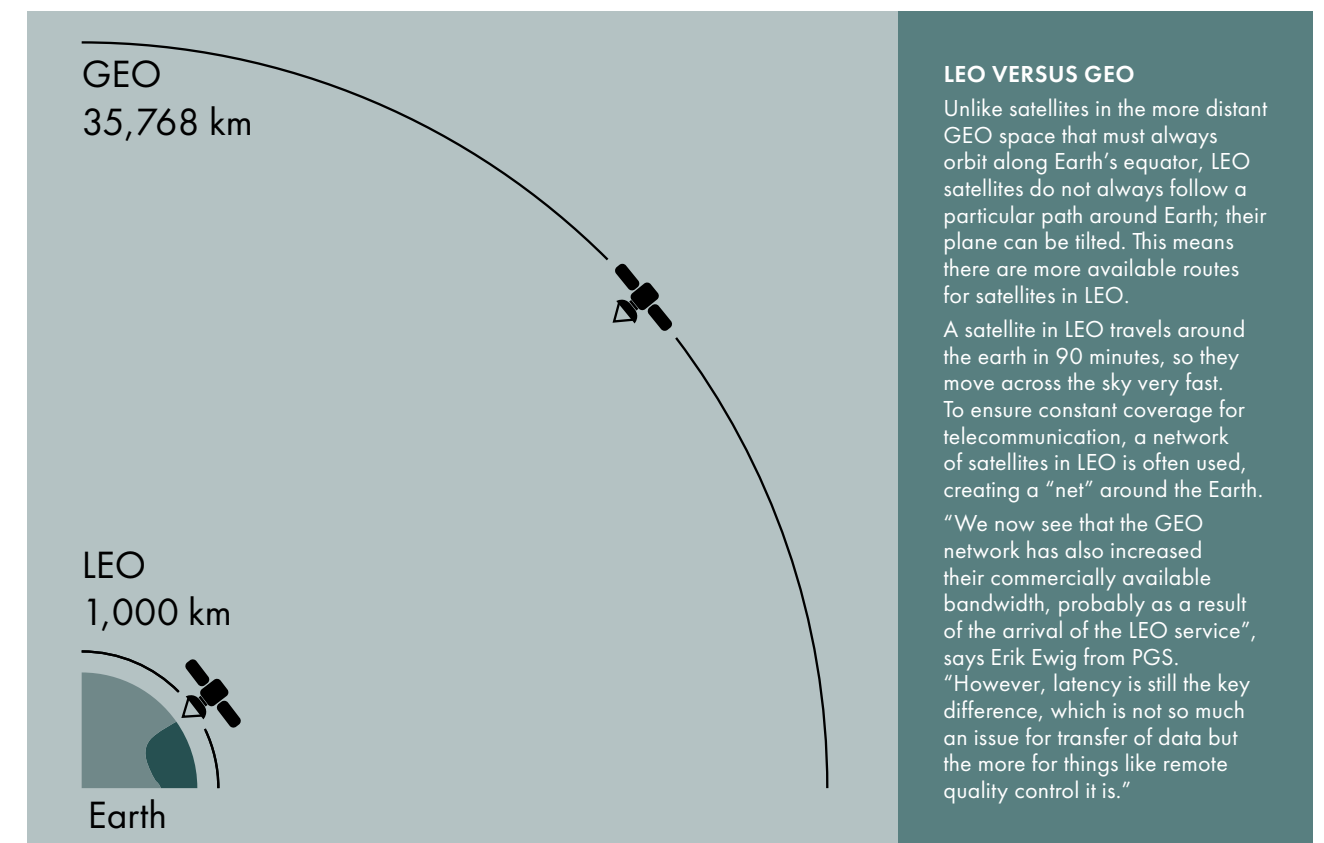 GEO
35,768 km
LEO
1,000 km
Earth
LEO VERSUS GEO
Unlike satellites in the more distant
GEO space that must always
orbit along Earth’s equator, LEO
satellites do not always follow a
particular path around Earth; their
plane can be tilted. This means
there are more available routes
for satellites in LEO.
A satellite in LEO travels around
the earth in 90 minutes, so they
move across the sky very fast.
To ensure constant coverage for
telecommunication, a network
of satellites in LEO is often used,
creating a “net” around the Earth.
“We now see that the GEO
network has also increased
their commercially available
bandwidth, probably as a result
of the arrival of the LEO service”,
says Erik Ewig from PGS.
“However, latency is still the key
difference, which is not so much
an issue for transfer of data but
the more for things like remote
quality control it is.”